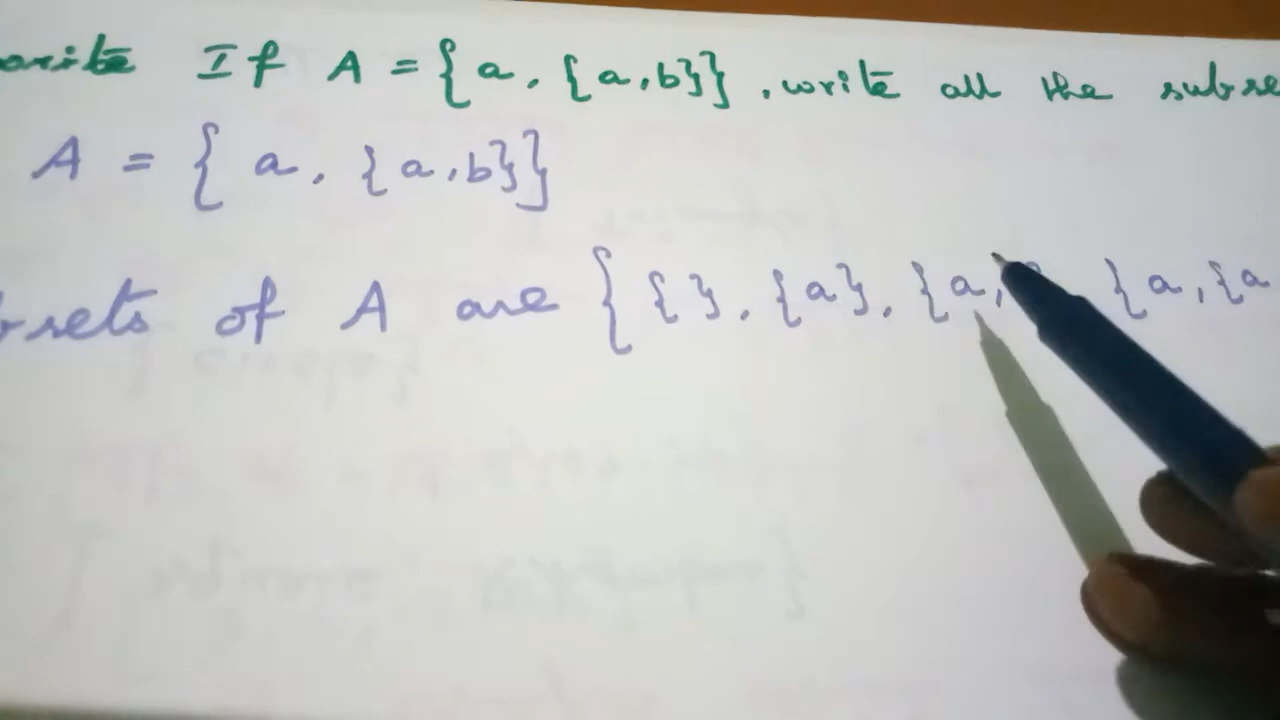 If A = {a, {a,b}}, write all the
A = { a, {a,b}}
of A are { { }, {a}, {a, {a, {a